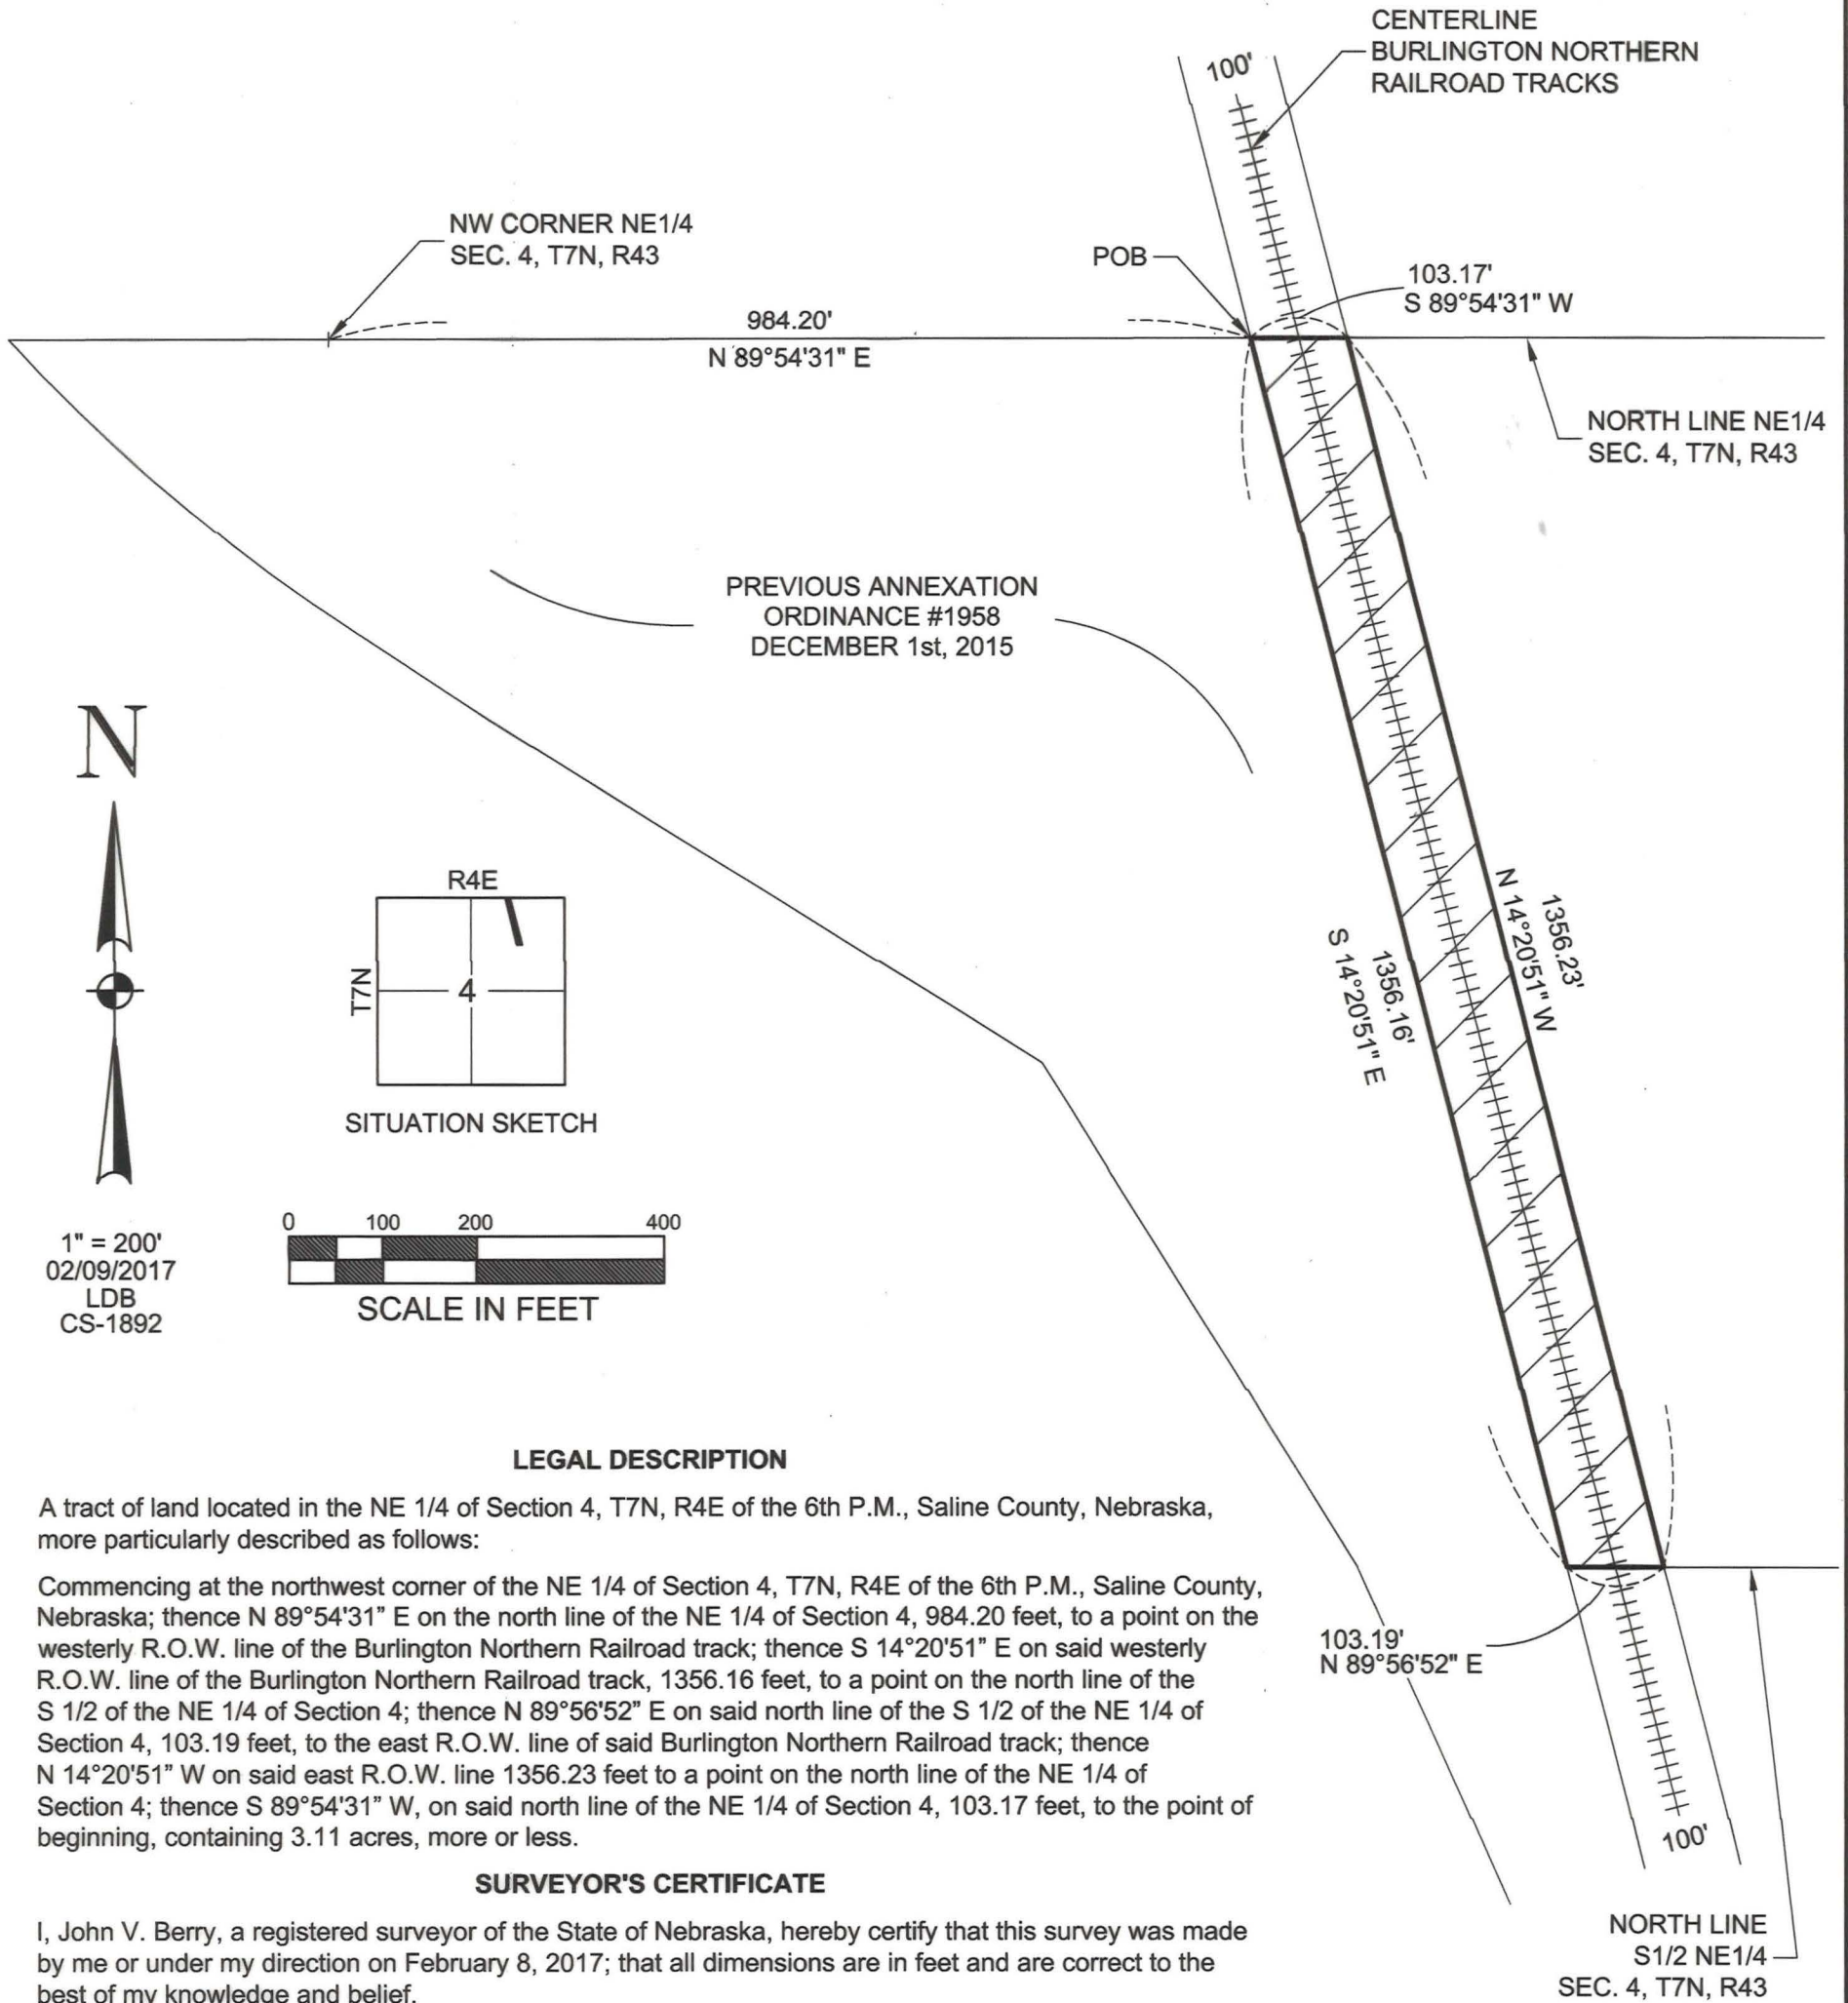 CENTERLINE
BURLINGTON NORTHERN
RAILROAD TRACKS
100'
NW CORNER NE1/4
SEC. 4, T7N, R43
POB
103.17'
S 89°54'31" W
984.20'
N 89°54'31" E
NORTH LINE NE1/4
SEC. 4, T7N, R43
PREVIOUS ANNEXATION
ORDINANCE #1958
DECEMBER 1st, 2015
N
R4E
T7N
4
SITUATION SKETCH
1356.23'
N 14°20'51" W
1356.16'
S 14°20'51" E
0 100 200 400
SCALE IN FEET
1" = 200'
02/09/2017
LDB
CS-1892
LEGAL DESCRIPTION
A tract of land located in the NE 1/4 of Section 4, T7N, R4E of the 6th P.M., Saline County, Nebraska,
more particularly described as follows:
Commencing at the northwest corner of the NE 1/4 of Section 4, T7N, R4E of the 6th P.M., Saline County,
Nebraska; thence N 89°54'31” E on the north line of the NE 1/4 of Section 4, 984.20 feet, to a point on the
westerly R.O.W. line of the Burlington Northern Railroad track; thence S 14°20'51” E on said westerly
R.O.W. line of the Burlington Northern Railroad track, 1356.16 feet, to a point on the north line of the
S 1/2 of the NE 1/4 of Section 4; thence N 89°56'52” E on said north line of the S 1/2 of the NE 1/4 of
Section 4, 103.19 feet, to the east R.O.W. line of said Burlington Northern Railroad track; thence
N 14°20'51” W on said east R.O.W. line 1356.23 feet to a point on the north line of the NE 1/4 of
Section 4; thence S 89°54'31” W, on said north line of the NE 1/4 of Section 4, 103.17 feet, to the point of
beginning, containing 3.11 acres, more or less.
103.19'
N 89°56'52" E
100'
SURVEYOR'S CERTIFICATE
I, John V. Berry, a registered surveyor of the State of Nebraska, hereby certify that this survey was made
by me or under my direction on February 8, 2017; that all dimensions are in feet and are correct to the
best of my knowledge and belief.
NORTH LINE
S1/2 NE1/4
SEC. 4, T7N, R43